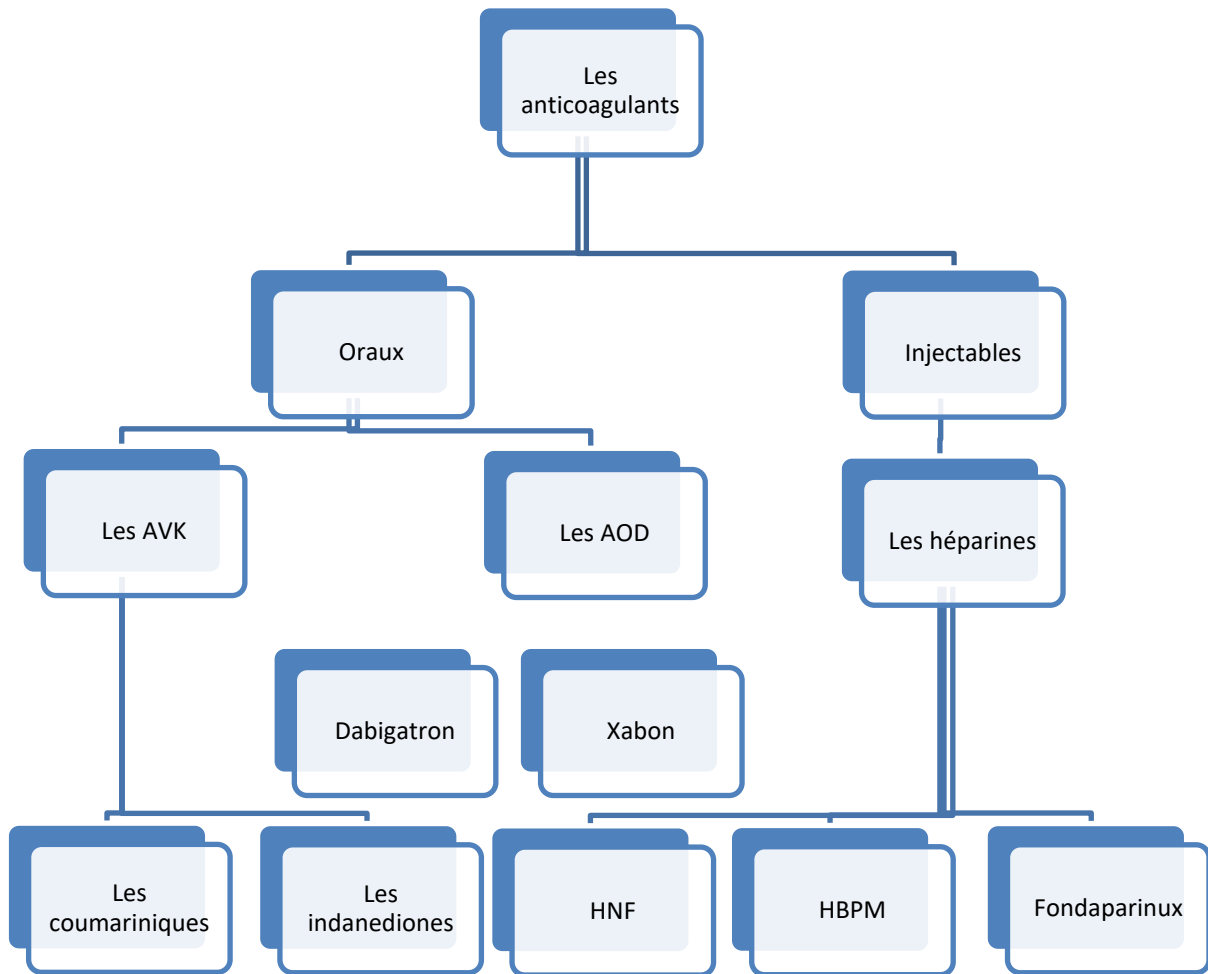 Les
anticoagulants
Oraux
Injectables
Les AVK
Les AOD
Les héparines
Dabigatron
Xabon
Les
coumariniques
Les
indanediones
HNF
HBPM
Fondaparinux